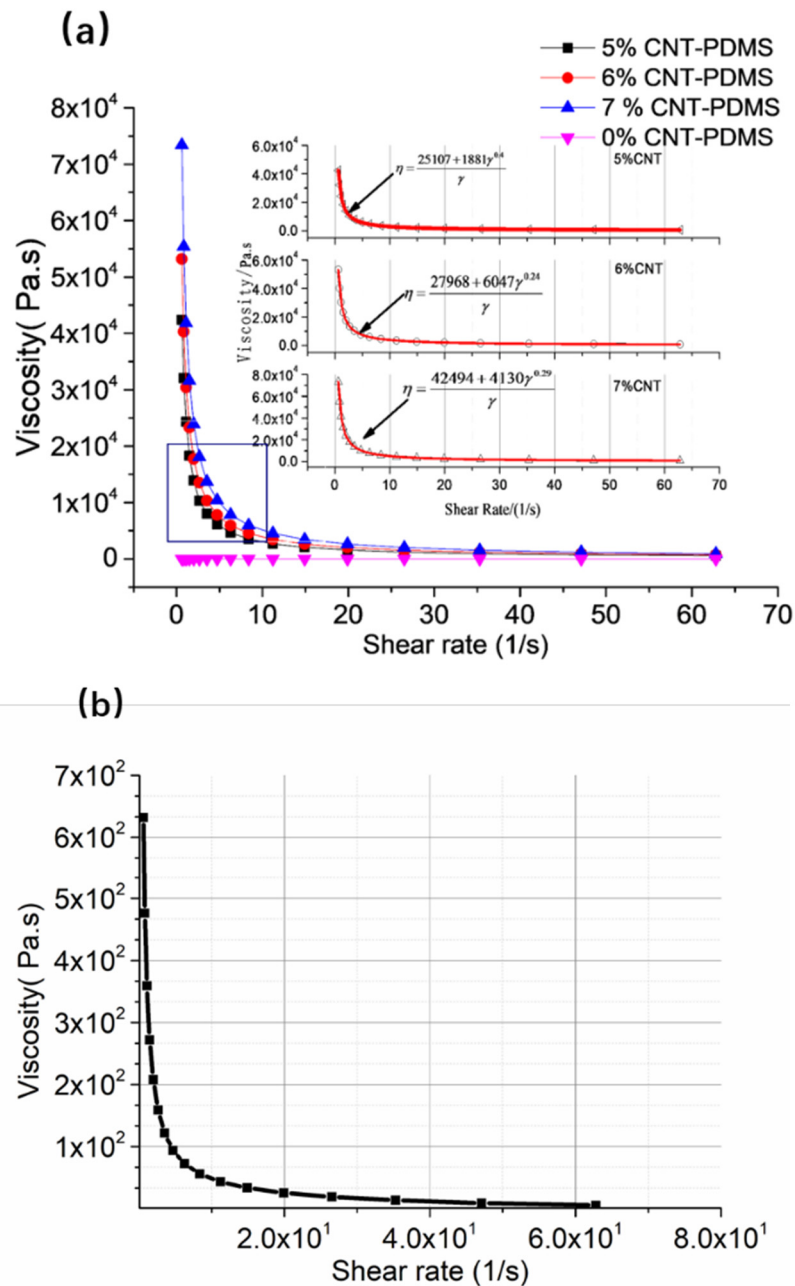 (a)
5% CNT-PDMS
6% CNT-PDMS
7 % CNT-PDMS
0% CNT-PDMS
8x10⁴
7x10⁴
6x10⁴
5x10⁴
4x10⁴
3x10⁴
2x10⁴
1x10⁴
0
Viscosity( Pa.s)
0 10 20 30 40 50 60 70
Shear rate (1/s)
6.0x10⁴
4.0x10⁴
2.0x10⁴
0.0
η = (25107+1881γ^0.4)/γ
5%CNT
6.0x10⁴
4.0x10⁴
2.0x10⁴
0.0
η = (27968+6047γ^0.24)/γ
6%CNT
8.0x10⁴
6.0x10⁴
4.0x10⁴
2.0x10⁴
0.0
η = (42494+4130γ^0.29)/γ
7%CNT
Viscosity/Pa.s
0 10 20 30 40 50 60 70
Shear Rate/(1/s)
(b)
7x10²
6x10²
5x10²
4x10²
3x10²
2x10²
1x10²
Viscosity( Pa.s)
2.0x10¹ 4.0x10¹ 6.0x10¹ 8.0x10¹
Shear rate (1/s)